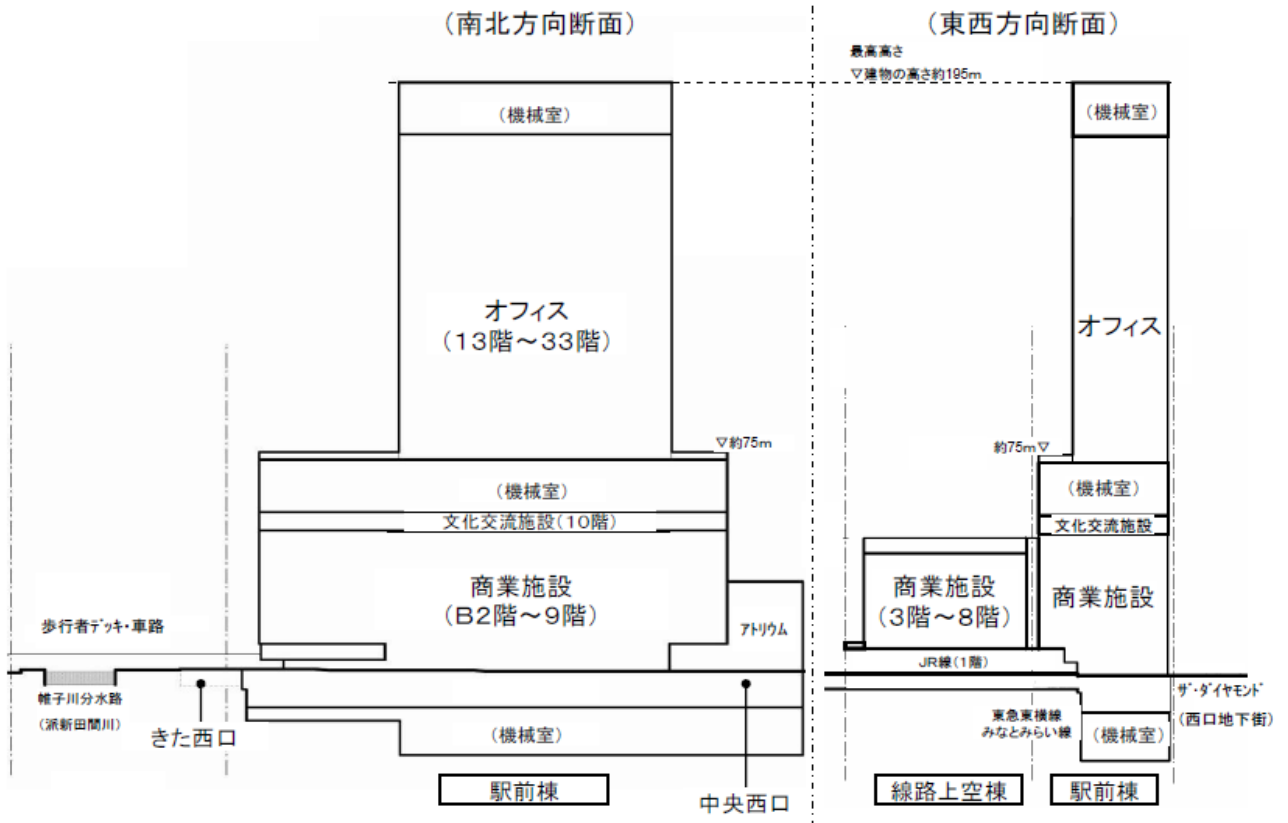 (南北方向断面)
(東西方向断面)
最高高さ
▽建物の高さ約195m
(機械室)
(機械室)
オフィス
(13階～33階)
オフィス
▽約75m
約75m▽
(機械室)
(機械室)
文化交流施設(10階)
文化交流施設
商業施設
(B2階～9階)
商業施設
(3階～8階)
商業施設
歩行者デッキ・車路
アトリウム
JR線(1階)
帷子川分水路
(派新田間川)
きた西口
(機械室)
中央西口
東急東横線
みなとみらい線
(機械室)
ザ・ダイヤモンド
(西口地下街)
駅前棟
線路上空棟
駅前棟